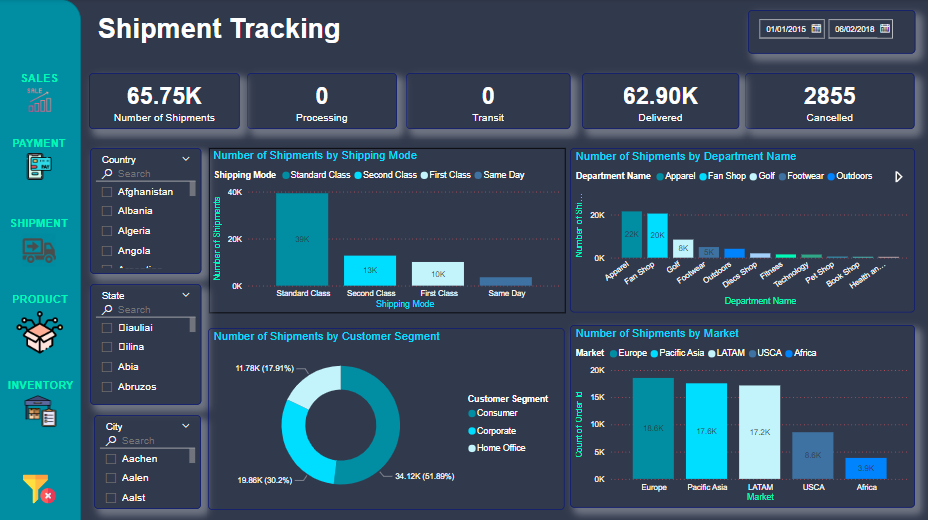 Shipment Tracking
01/01/2015
06/02/2018
SALES
SALE
PAYMENT
PAY
SHIPMENT
PRODUCT
INVENTORY
65.75K
Number of Shipments
0
Processing
0
Transit
62.90K
Delivered
2855
Cancelled
Country
Search
Afghanistan
Albania
Algeria
Angola
State
Search
□iauliai
□ilina
Abia
Abruzos
City
Search
Aachen
Aalen
Aalst
Number of Shipments by Shipping Mode
Shipping Mode Standard Class Second Class First Class Same Day
Number of Shipments
40K
20K
0K
39K
13K
10K
Standard Class Second Class First Class Same Day
Shipping Mode
Number of Shipments by Department Name
Department Name Apparel Fan Shop Golf Footwear Outdoors
Number of Shi...
20K
0K
22K
20K
8K
5K
Apparel Fan Shop Golf Footwear Outdoors Discs Shop Fitness Technology Pet Shop Book Shop Health an...
Department Name
Number of Shipments by Customer Segment
11.78K (17.91%)
19.86K (30.2%)
34.12K (51.89%)
Customer Segment
Consumer
Corporate
Home Office
Number of Shipments by Market
Market Europe Pacific Asia LATAM USCA Africa
Count of Order Id
20K
15K
10K
5K
0K
18.6K
17.6K
17.2K
8.6K
3.9K
Europe Pacific Asia LATAM USCA Africa
Market